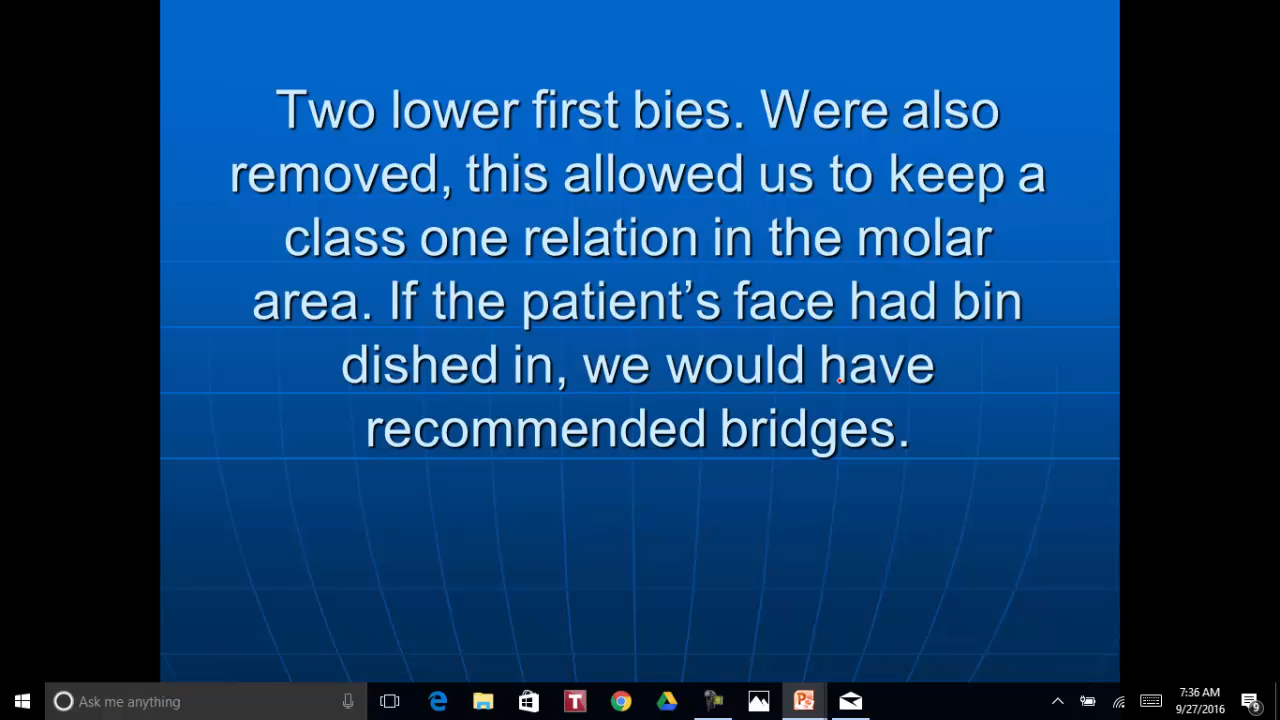 Two lower first bies. Were also
removed, this allowed us to keep a
class one relation in the molar
area. If the patient’s face had bin
dished in, we would have
recommended bridges.
Ask me anything
7:36 AM
9/27/2016
9